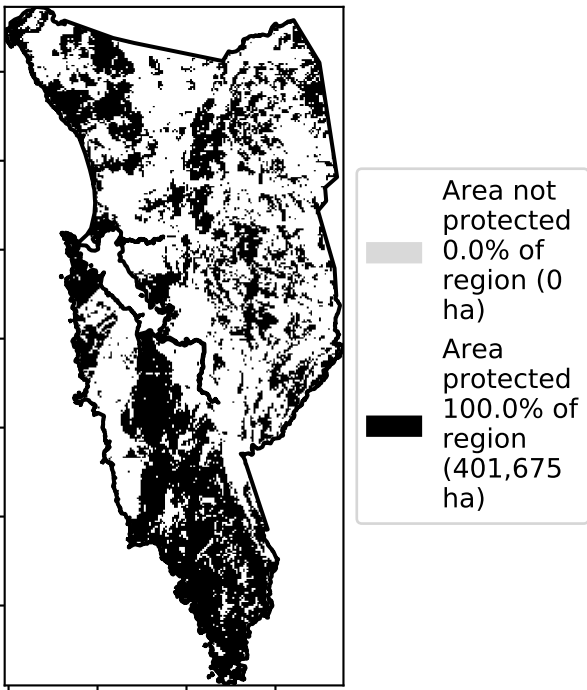 Area not
protected
0.0% of
region (0
ha)
Area
protected
100.0% of
region
(401,675
ha)